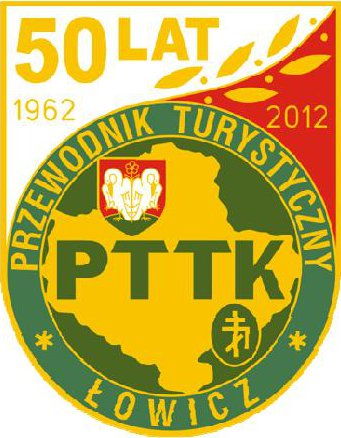 50 LAT
1962 2012
PRZEWODNIK TURYSTYCZNY
PTTK
* ŁOWICZ *